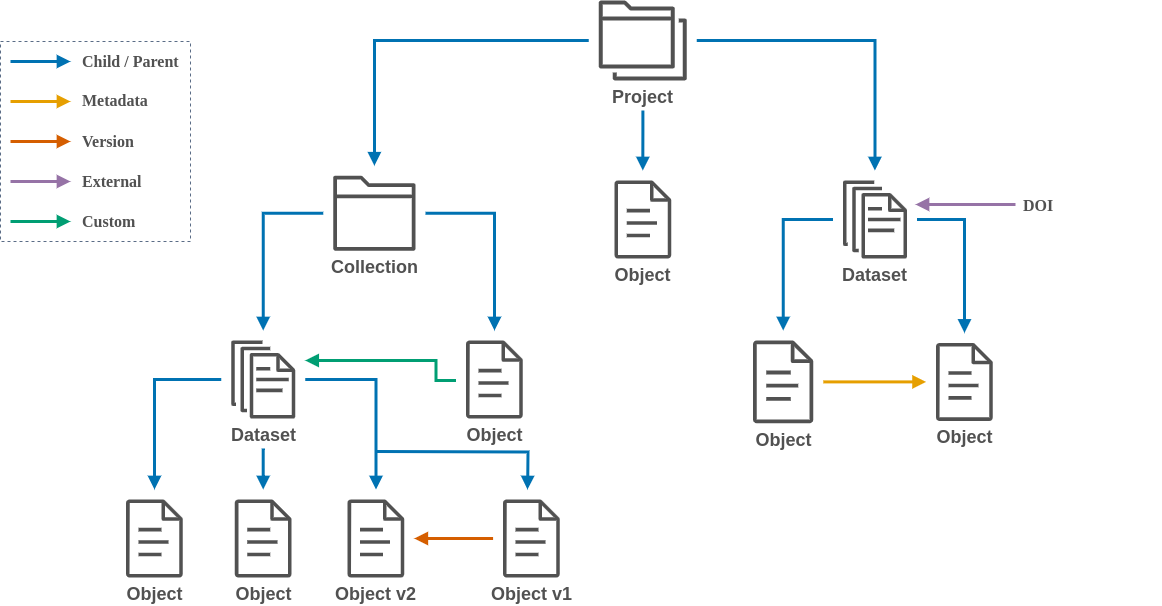 Project
Child / Parent
Metadata
Version
External
Custom
DOI
Collection
Object
Dataset
Dataset
Object
Object
Object
Object
Object
Object v2
Object v1